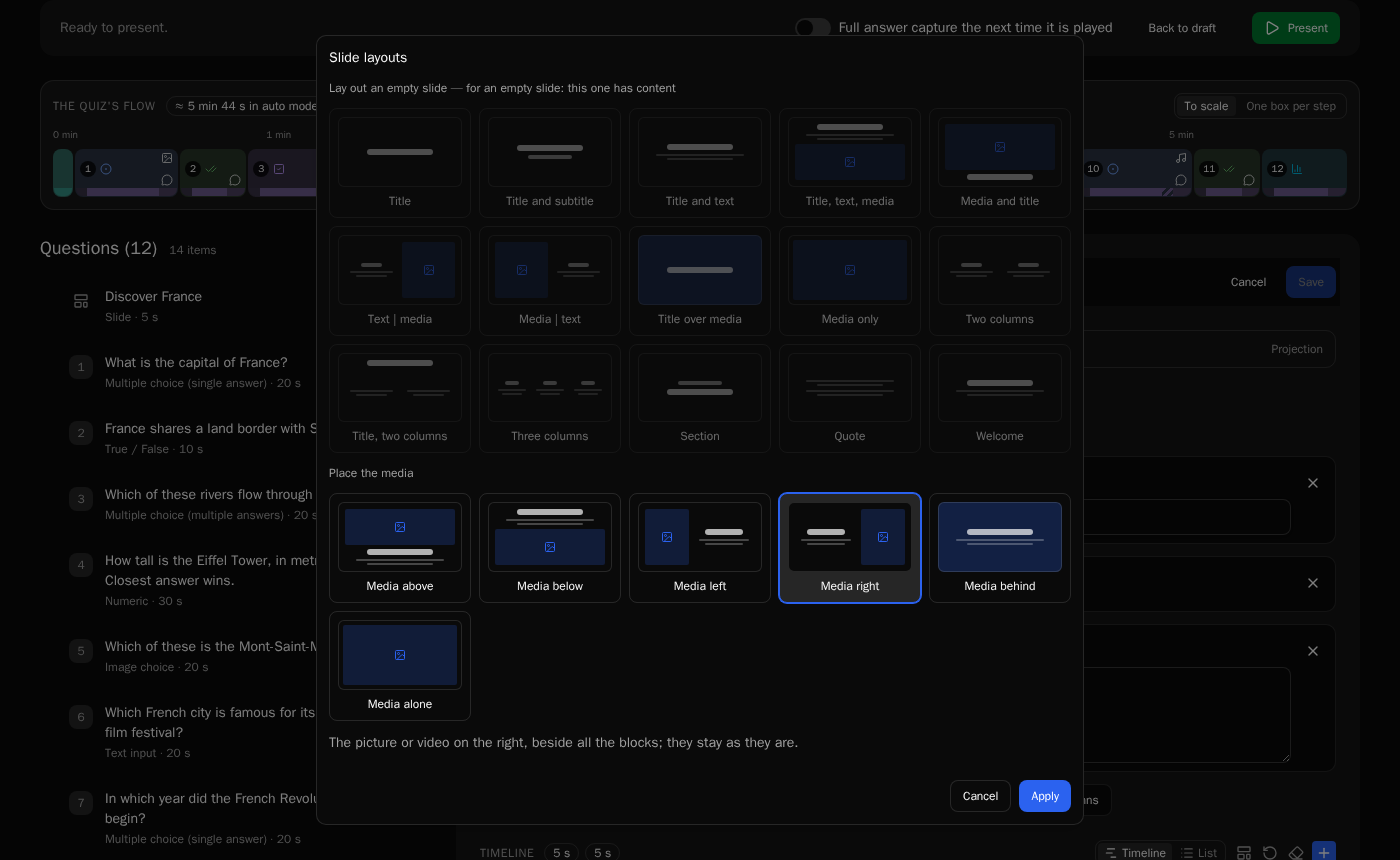 Ready to present.
Full answer capture the next time it is played
Back to draft
Present
Slide layouts
Lay out an empty slide — for an empty slide: this one has content
THE QUIZ'S FLOW
≈ 5 min 44 s in auto mode
To scale
One box per step
0 min
1 min
5 min
1
2
3
10
11
12
Title
Title and subtitle
Title and text
Title, text, media
Media and title
Questions (12)
14 items
Text | media
Media | text
Title over media
Media only
Two columns
Cancel
Save
Discover France
Slide · 5 s
Projection
1
What is the capital of France?
Multiple choice (single answer) · 20 s
Title, two columns
Three columns
Section
Quote
Welcome
2
France shares a land border with S
True / False · 10 s
Place the media
3
Which of these rivers flow through
Multiple choice (multiple answers) · 20 s
4
How tall is the Eiffel Tower, in metr
Closest answer wins.
Numeric · 30 s
Media above
Media below
Media left
Media right
Media behind
5
Which of these is the Mont-Saint-M
Image choice · 20 s
Media alone
6
Which French city is famous for its
film festival?
Text input · 20 s
The picture or video on the right, beside all the blocks; they stay as they are.
7
In which year did the French Revolu
begin?
Multiple choice (single answer) · 20 s
Cancel
Apply
ns
TIMELINE
5 s
5 s
Timeline
List